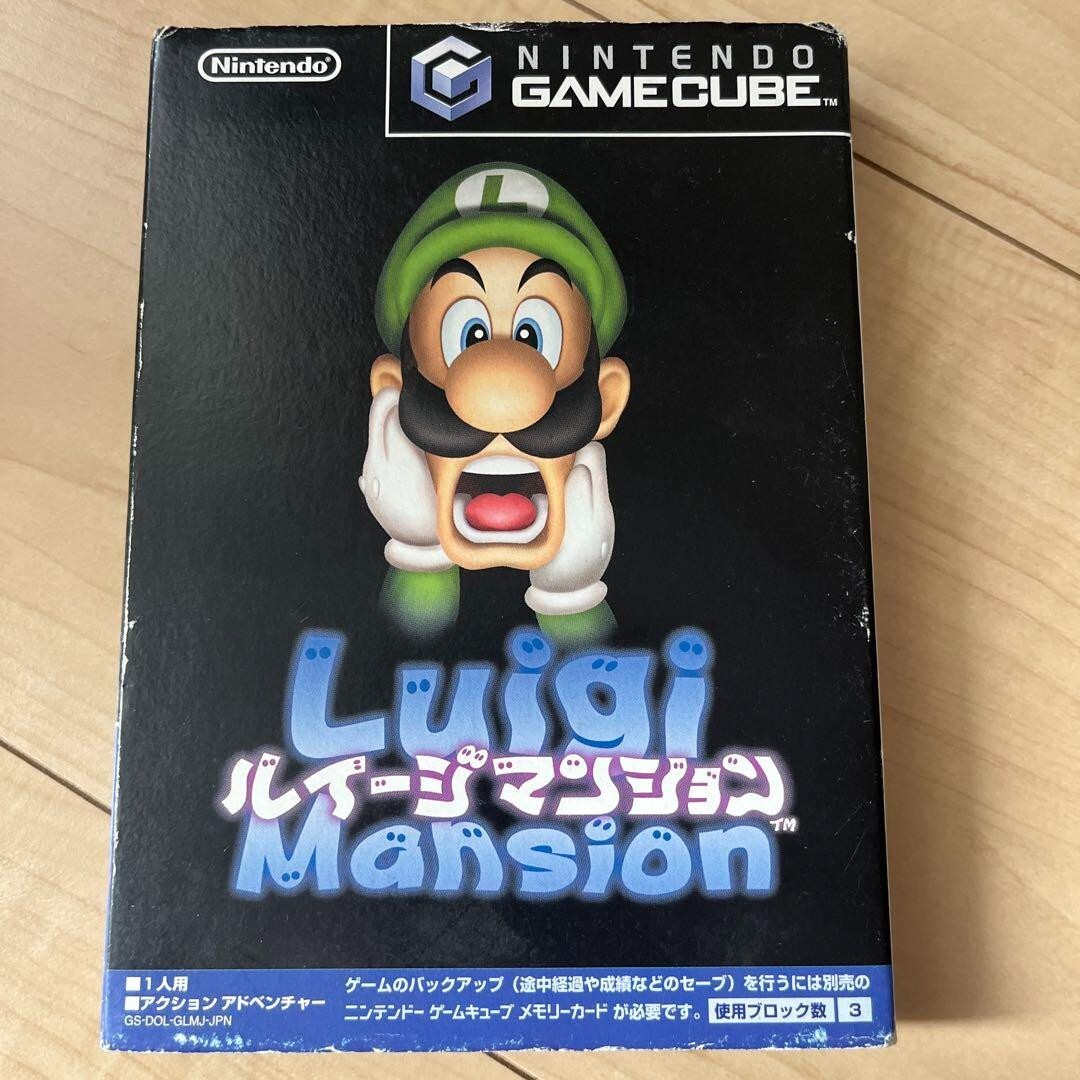 Nintendo
NINTENDO
GAMECUBE™
L
Luigi
ルイージ マンション™
Mansion
■1人用
■アクション アドベンチャー
GS-DOL-GLMJ-JPN
ゲームのバックアップ（途中経過や成績などのセーブ）を行うには別売の
ニンテンドー ゲームキューブ メモリーカード が必要です。 使用ブロック数 3